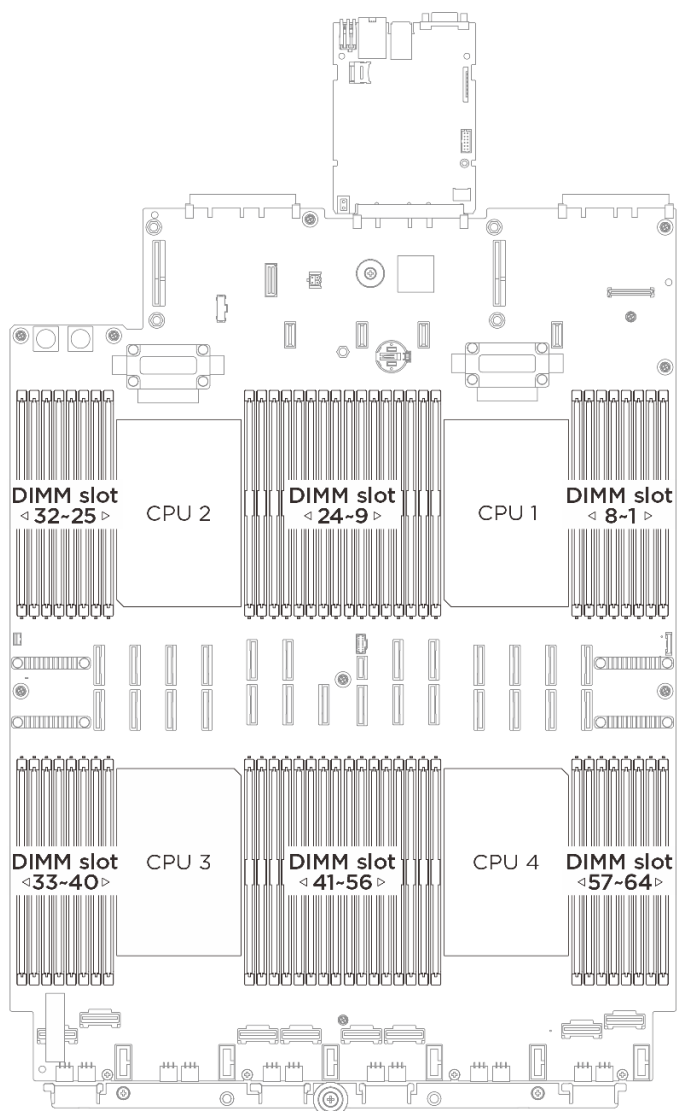 DIMM slot
◁ 32~25 ▷
CPU 2
DIMM slot
◁ 24~9 ▷
CPU 1
DIMM slot
◁ 8~1 ▷
DIMM slot
◁33~40▷
CPU 3
DIMM slot
◁ 41~56 ▷
CPU 4
DIMM slot
◁57~64▷